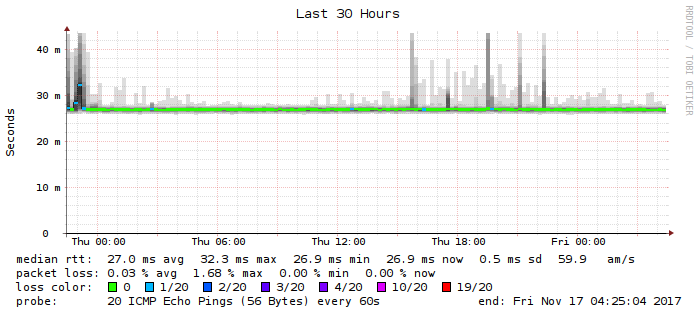 Last 30 Hours
RRDTOOL / TOBI OETIKER
Seconds
40 m
30 m
20 m
10 m
0
Thu 00:00 Thu 06:00 Thu 12:00 Thu 18:00 Fri 00:00
median rtt: 27.0 ms avg 32.3 ms max 26.9 ms min 26.9 ms now 0.5 ms sd 59.9 am/s
packet loss: 0.03 % avg 1.68 % max 0.00 % min 0.00 % now
loss color: 0 1/20 2/20 3/20 4/20 10/20 19/20
probe: 20 ICMP Echo Pings (56 Bytes) every 60s end: Fri Nov 17 04:25:04 2017